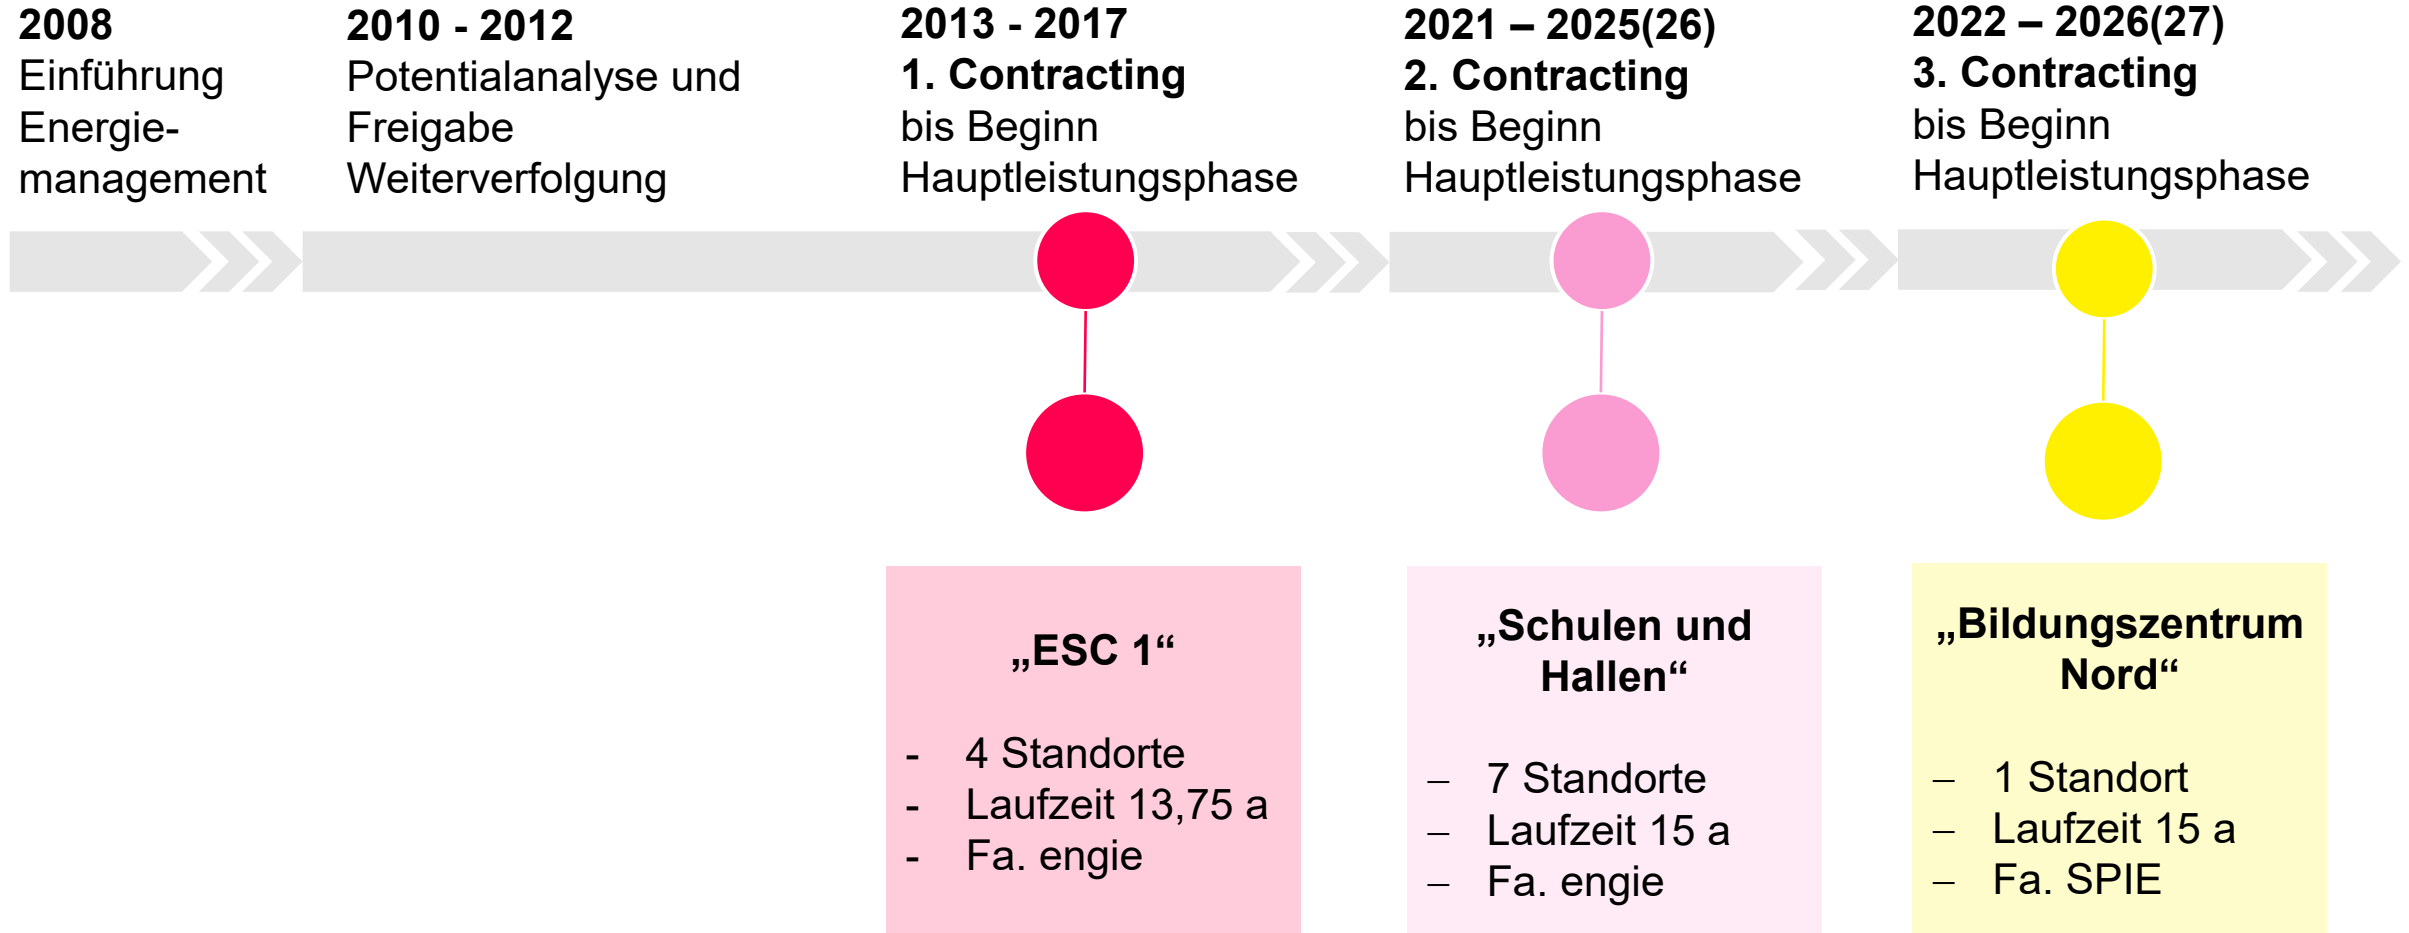 2008
Einführung
Energie-
management
2010 - 2012
Potentialanalyse und
Freigabe
Weiterverfolgung
2013 - 2017
1. Contracting
bis Beginn
Hauptleistungsphase
2021 – 2025(26)
2. Contracting
bis Beginn
Hauptleistungsphase
2022 – 2026(27)
3. Contracting
bis Beginn
Hauptleistungsphase
„ESC 1“
- 4 Standorte
- Laufzeit 13,75 a
- Fa. engie
„Schulen und
Hallen“
– 7 Standorte
– Laufzeit 15 a
– Fa. engie
„Bildungszentrum
Nord“
– 1 Standort
– Laufzeit 15 a
– Fa. SPIE